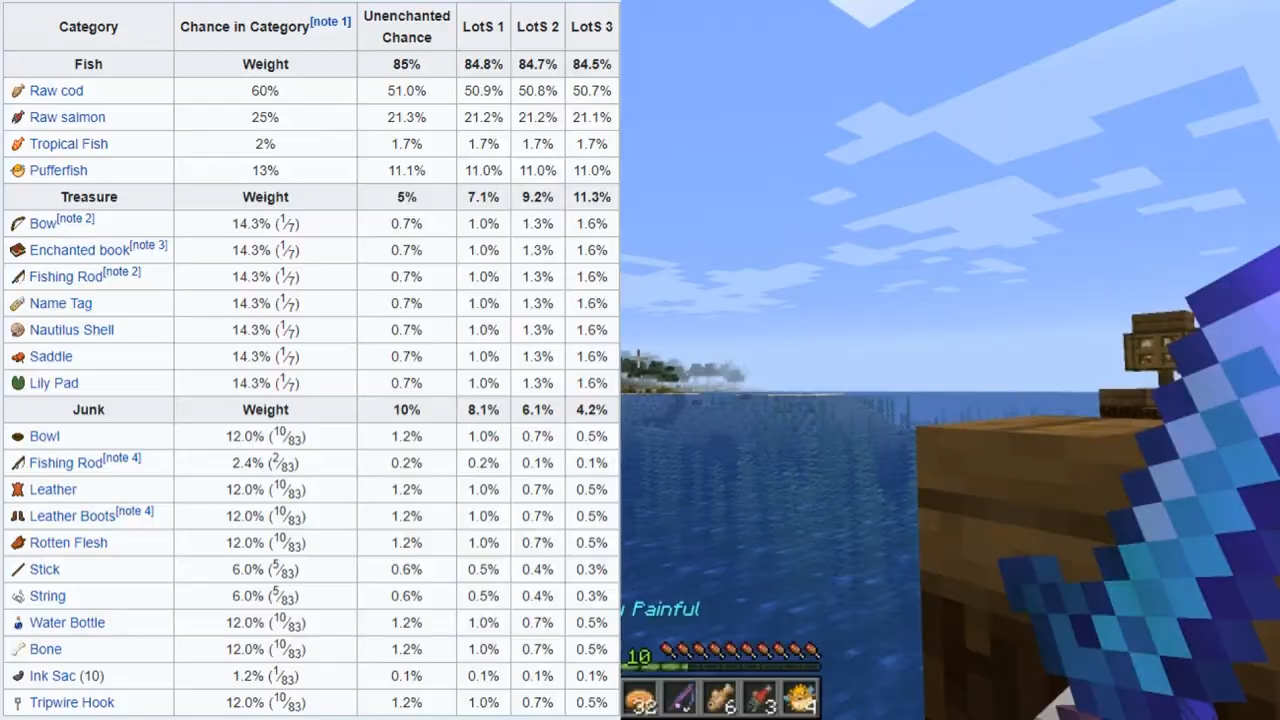 Category Chance in Category[note 1] Unenchanted Chance LotS 1 LotS 2 LotS 3
Fish Weight 85% 84.8% 84.7% 84.5%
Raw cod 60% 51.0% 50.9% 50.8% 50.7%
Raw salmon 25% 21.3% 21.2% 21.2% 21.1%
Tropical Fish 2% 1.7% 1.7% 1.7% 1.7%
Pufferfish 13% 11.1% 11.0% 11.0% 11.0%
Treasure Weight 5% 7.1% 9.2% 11.3%
Bow[note 2] 14.3% (1/7) 0.7% 1.0% 1.3% 1.6%
Enchanted book[note 3] 14.3% (1/7) 0.7% 1.0% 1.3% 1.6%
Fishing Rod[note 2] 14.3% (1/7) 0.7% 1.0% 1.3% 1.6%
Name Tag 14.3% (1/7) 0.7% 1.0% 1.3% 1.6%
Nautilus Shell 14.3% (1/7) 0.7% 1.0% 1.3% 1.6%
Saddle 14.3% (1/7) 0.7% 1.0% 1.3% 1.6%
Lily Pad 14.3% (1/7) 0.7% 1.0% 1.3% 1.6%
Junk Weight 10% 8.1% 6.1% 4.2%
Bowl 12.0% (10/83) 1.2% 1.0% 0.7% 0.5%
Fishing Rod[note 4] 2.4% (2/83) 0.2% 0.2% 0.1% 0.1%
Leather 12.0% (10/83) 1.2% 1.0% 0.7% 0.5%
Leather Boots[note 4] 12.0% (10/83) 1.2% 1.0% 0.7% 0.5%
Rotten Flesh 12.0% (10/83) 1.2% 1.0% 0.7% 0.5%
Stick 6.0% (5/83) 0.6% 0.5% 0.4% 0.3%
String 6.0% (5/83) 0.6% 0.5% 0.4% 0.3%
Water Bottle 12.0% (10/83) 1.2% 1.0% 0.7% 0.5%
Bone 12.0% (10/83) 1.2% 1.0% 0.7% 0.5%
Ink Sac (10) 1.2% (1/83) 0.1% 0.1% 0.1% 0.1%
Tripwire Hook 12.0% (10/83) 1.2% 1.0% 0.7% 0.5%
Painful
10
32 6 3 4